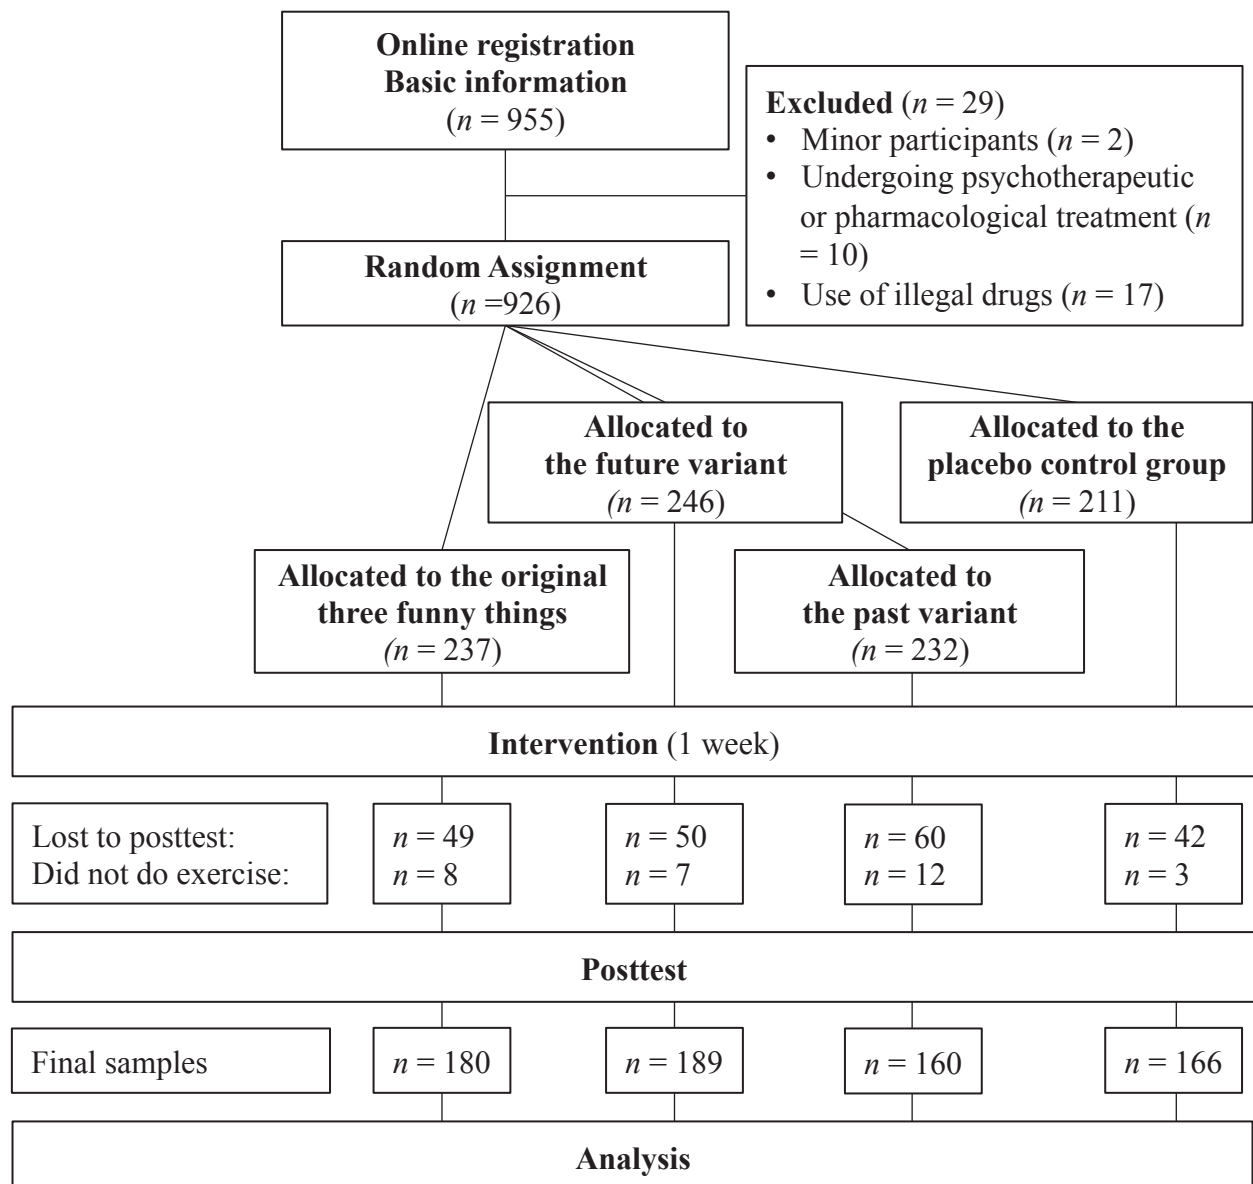 Online registration
Basic information
(n = 955)
Excluded (n = 29)
• Minor participants (n = 2)
• Undergoing psychotherapeutic
or pharmacological treatment (n
= 10)
• Use of illegal drugs (n = 17)
Random Assignment
(n =926)
Allocated to
the future variant
(n = 246)
Allocated to the
placebo control group
(n = 211)
Allocated to the original
three funny things
(n = 237)
Allocated to
the past variant
(n = 232)
Intervention (1 week)
Lost to posttest:
Did not do exercise:
n = 49
n = 8
n = 50
n = 7
n = 60
n = 12
n = 42
n = 3
Posttest
Final samples
n = 180
n = 189
n = 160
n = 166
Analysis